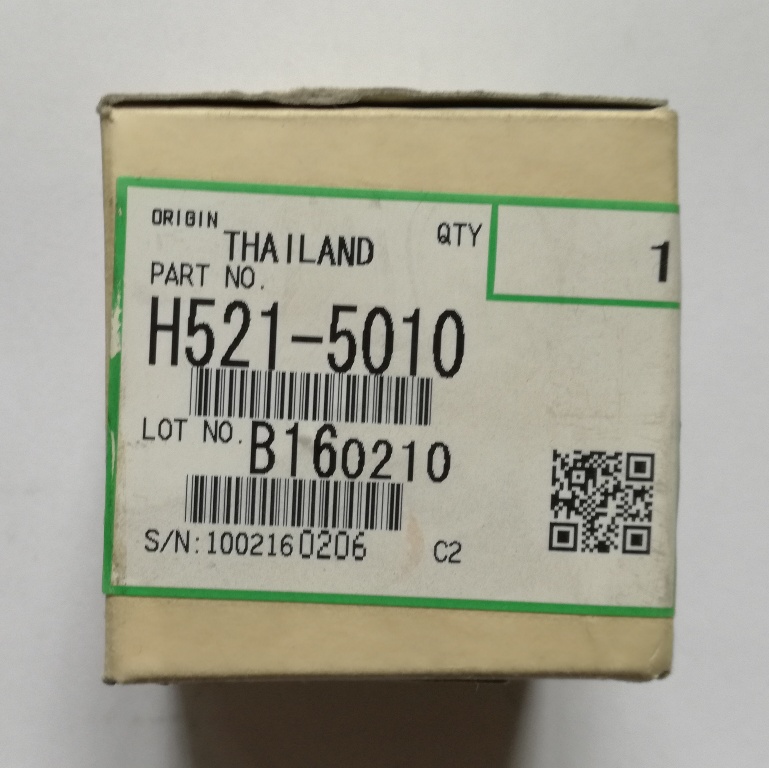 ORIGIN THAILAND QTY 1
PART NO.
H521-5010
LOT NO. B160210
S/N:1002160206 C2